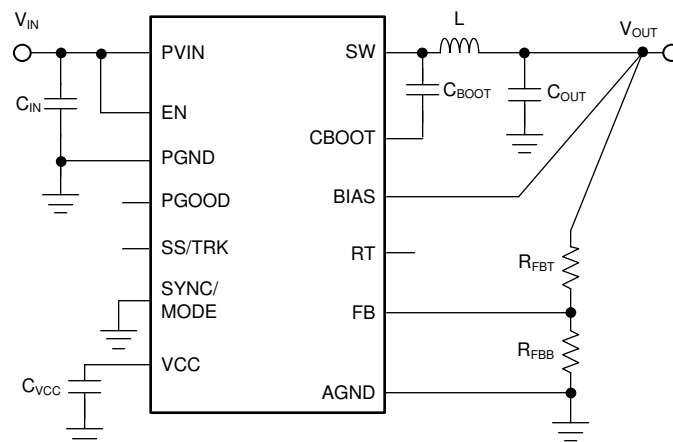 V_IN
L
V_OUT
PVIN
SW
C_IN
C_BOOT
C_OUT
EN
CBOOT
PGND
BIAS
PGOOD
SS/TRK
RT
R_FBT
SYNC/
MODE
FB
R_FBB
VCC
C_VCC
AGND